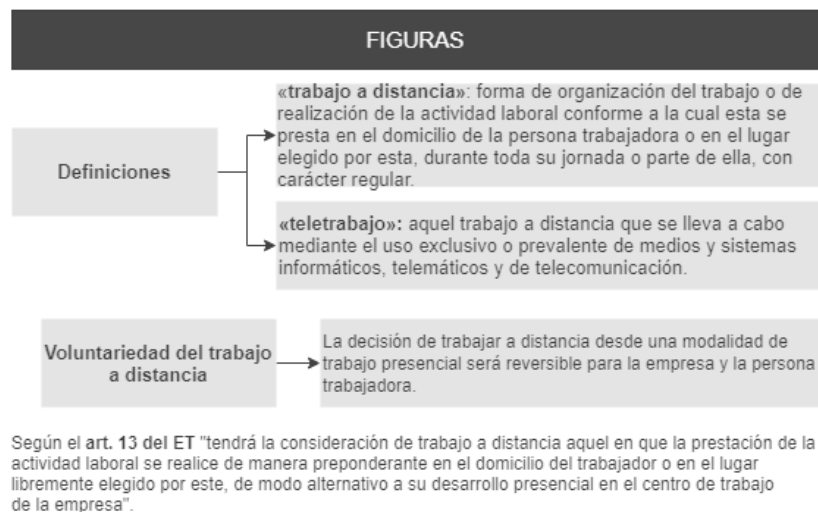 FIGURAS
Definiciones
«trabajo a distancia»: forma de organización del trabajo o de
realización de la actividad laboral conforme a la cual esta se
presta en el domicilio de la persona trabajadora o en el lugar
elegido por esta, durante toda su jornada o parte de ella, con
carácter regular.
«teletrabajo»: aquel trabajo a distancia que se lleva a cabo
mediante el uso exclusivo o prevalente de medios y sistemas
informáticos, telemáticos y de telecomunicación.
Voluntariedad del trabajo
a distancia
La decisión de trabajar a distancia desde una modalidad de
trabajo presencial será reversible para la empresa y la persona
trabajadora.
Según el art. 13 del ET "tendrá la consideración de trabajo a distancia aquel en que la prestación de la
actividad laboral se realice de manera preponderante en el domicilio del trabajador o en el lugar
libremente elegido por este, de modo alternativo a su desarrollo presencial en el centro de trabajo
de la empresa".